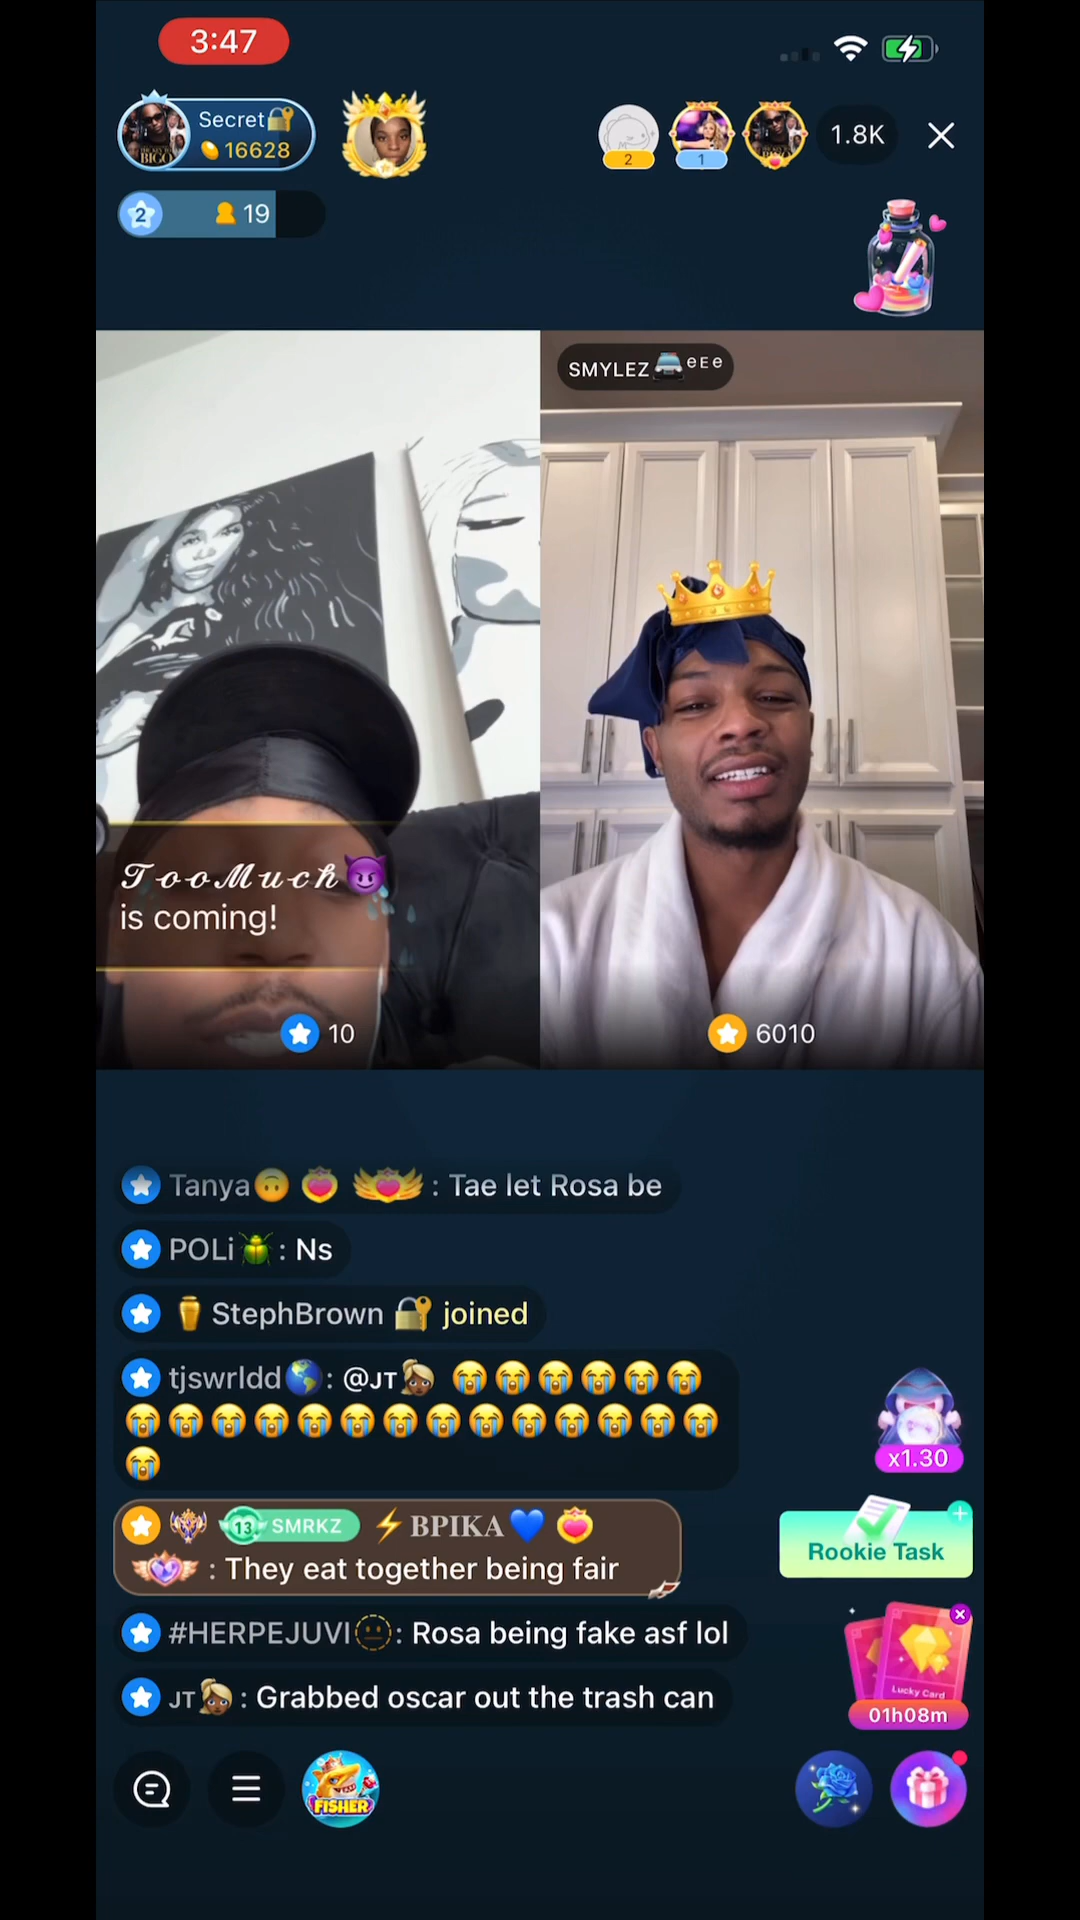 3:47
Secret🔐
16628
2
1
1.8K
2
19
SMYLEZ🚔ᵉᴱᵉ
𝒯ℴℴℳ𝓊𝒸𝒽😈
is coming!
10
6010
Tanya🙃 : Tae let Rosa be
POLi🪲: Ns
⚱️ StephBrown 🔐 joined
tjswrldd🌎: @JT👩🏾 😭😭😭😭😭😭
😭😭😭😭😭😭😭😭😭😭😭😭😭😭
😭
x1.30
13 SMRKZ ⚡𝐁𝐏𝐈𝐊𝐀💙
: They eat together being fair
Rookie Task
#HERPEJUVI🫥: Rosa being fake asf lol
JT👩🏾: Grabbed oscar out the trash can
Lucky Card
01h08m
FISHER